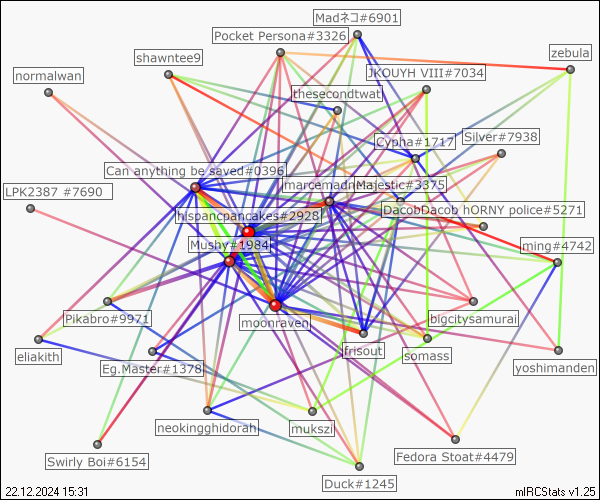 Madネコ#6901
Pocket Persona#3326
zebula
shawntee9
JKOUYH VIII#7034
normalwan
thesecondtwat
Silver#7938
Cypha#1717
Can anything be saved#0396
marcemadn
Majestic#3375
LPK2387 #7690
DacobDacob hORNY police#5271
hispancpancakes#2928
Mushy#1984
ming#4742
Pikabro#9971
moonraven
bigcitysamurai
eliakith
frisout
somass
Eg.Master#1378
yoshimanden
neokingghidorah
mukszi
Swirly Boi#6154
Fedora Stoat#4479
Duck#1245
22.12.2024 15:31
mIRCStats v1.25